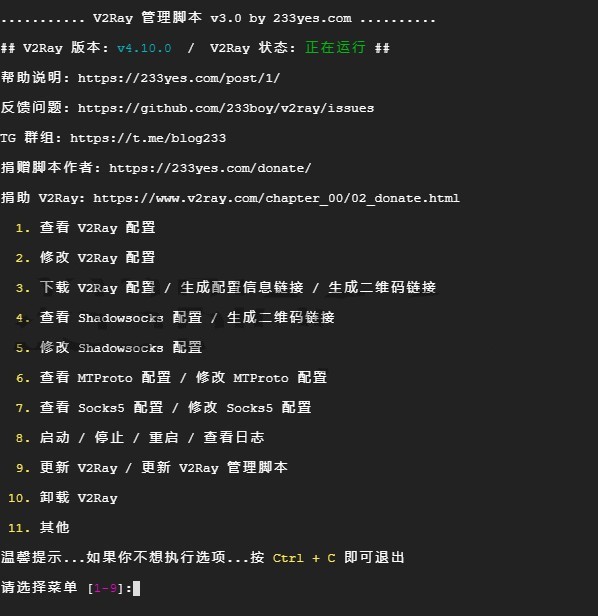 ........... V2Ray 管理脚本 v3.0 by 233yes.com ..........
## V2Ray 版本: v4.10.0  /  V2Ray 状态: 正在运行 ##
帮助说明: https://233yes.com/post/1/
反馈问题: https://github.com/233boy/v2ray/issues
TG 群组: https://t.me/blog233
捐赠脚本作者: https://233yes.com/donate/
捐助 V2Ray: https://www.v2ray.com/chapter_00/02_donate.html
1. 查看 V2Ray 配置
2. 修改 V2Ray 配置
3. 下载 V2Ray 配置 / 生成配置信息链接 / 生成二维码链接
4. 查看 Shadowsocks 配置 / 生成二维码链接
5. 修改 Shadowsocks 配置
6. 查看 MTProto 配置 / 修改 MTProto 配置
7. 查看 Socks5 配置 / 修改 Socks5 配置
8. 启动 / 停止 / 重启 / 查看日志
9. 更新 V2Ray / 更新 V2Ray 管理脚本
10. 卸载 V2Ray
11. 其他
温馨提示...如果你不想执行选项...按 Ctrl + C 即可退出
请选择菜单 [1-9]: